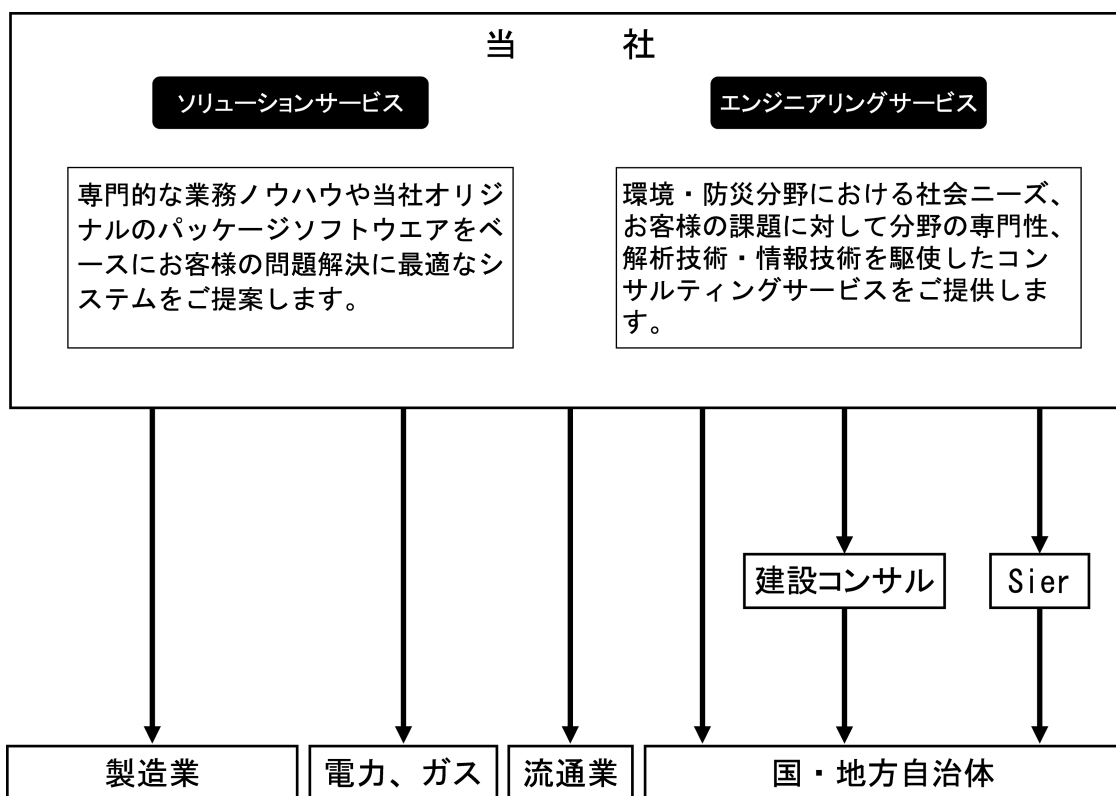 当 社
ソリューションサービス
エンジニアリングサービス
専門的な業務ノウハウや当社オリジ
ナルのパッケージソフトウエアをベ
ースにお客様の問題解決に最適なシ
ステムをご提案します。
環境・防災分野における社会ニーズ、
お客様の課題に対して分野の専門性、
解析技術・情報技術を駆使したコン
サルティングサービスをご提供しま
す。
建設コンサル
Sier
製造業
電力、ガス
流通業
国・地方自治体